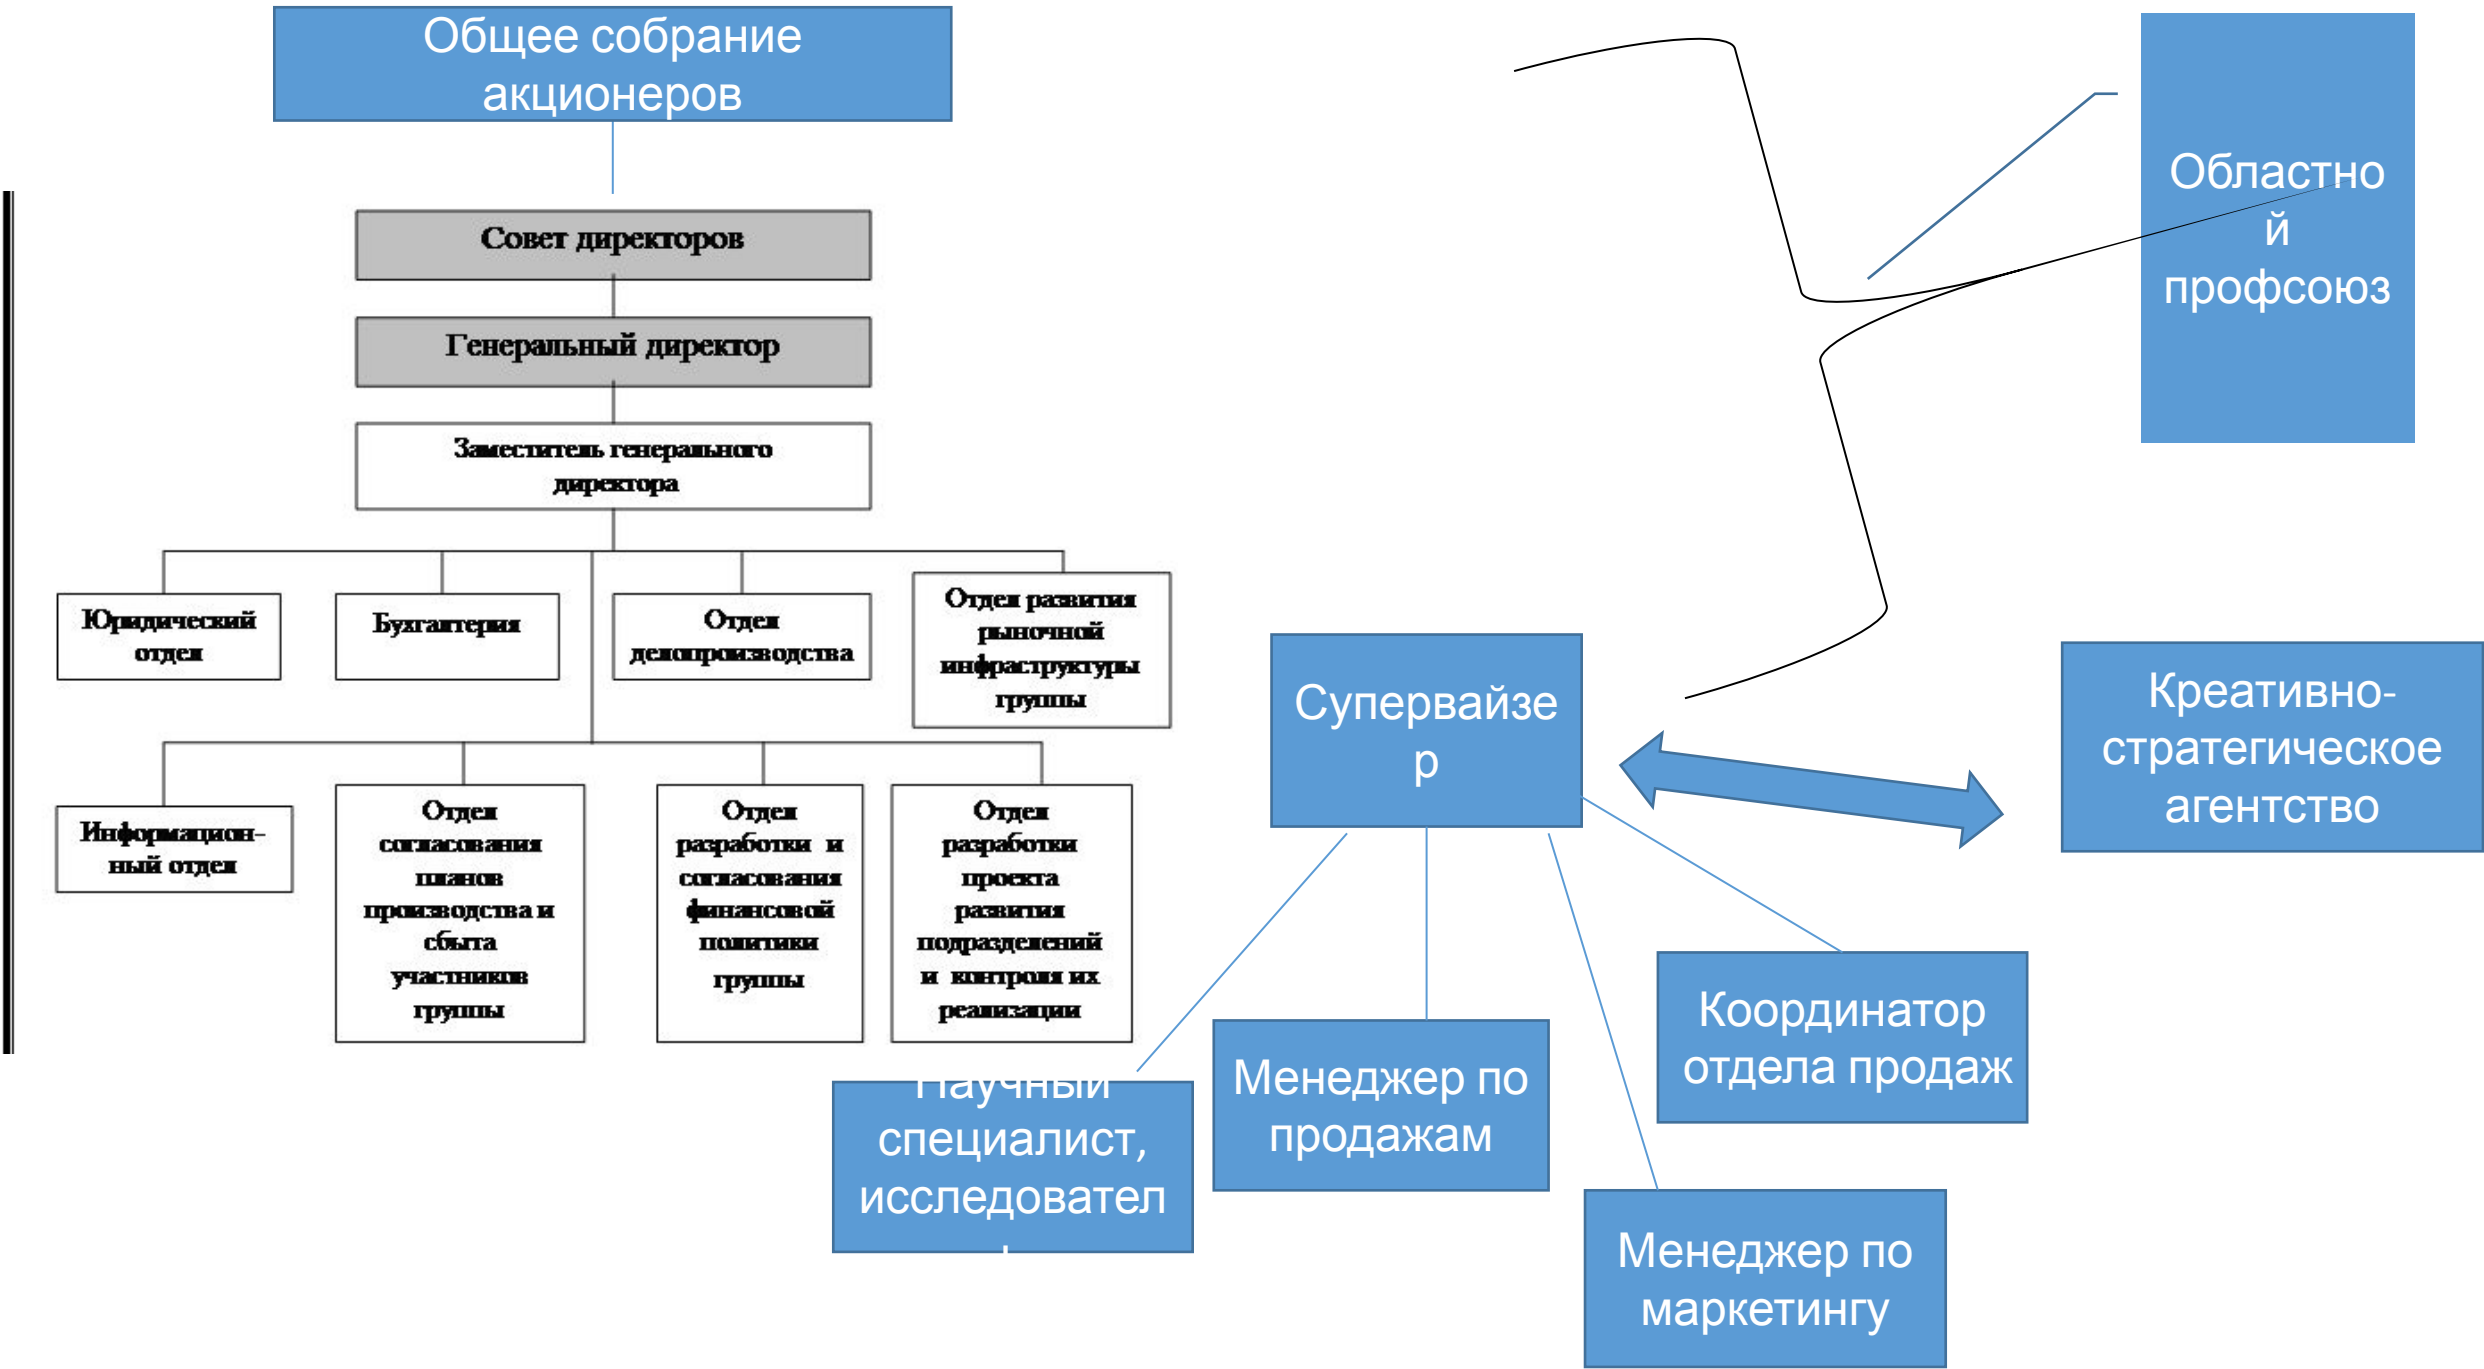 Общее собрание
акционеров
Областно
й
профсоюз
Совет директоров
Генеральный директор
Заместитель генерального
директора
Юридический
отдел
Бухгалтерия
Отдел
делопроизводства
Отдел развития
рыночной
инфраструктуры
группы
Информацион-
ный отдел
Отдел
согласования
планов
производства и
сбыта
участников
группы
Отдел
разработки и
согласования
финансовой
политики
группы
Отдел
разработки
проекта
развития
подразделений
и контроля их
реализации
Супервайзе
р
Креативно-
стратегическое
агентство
Научный
специалист,
исследовател
ь
Менеджер по
продажам
Координатор
отдела продаж
Менеджер по
маркетингу